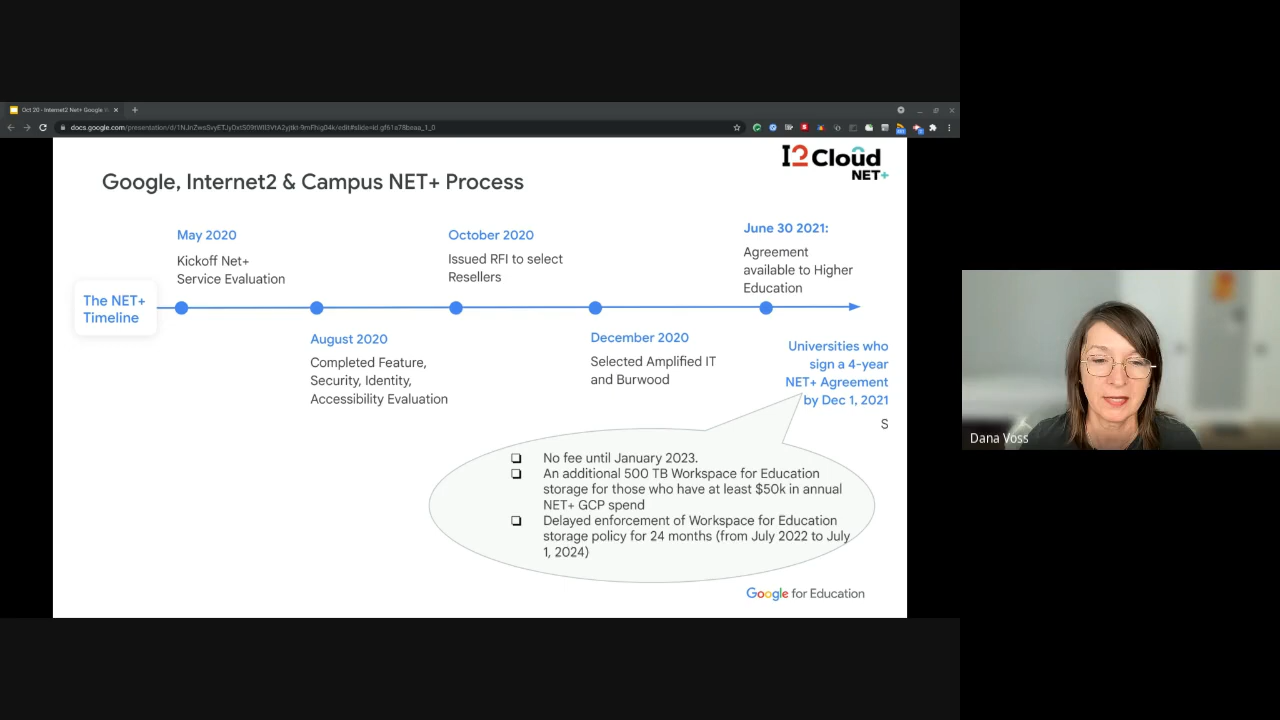 Oct 20 - Internet2 Net+ Google
Google, Internet2 & Campus NET+ Process
I2 Cloud
NET+
May 2020
Kickoff Net+
Service Evaluation
October 2020
Issued RFI to select
Resellers
June 30 2021:
Agreement
available to Higher
Education
The NET+
Timeline
August 2020
Completed Feature,
Security, Identity,
Accessibility Evaluation
December 2020
Selected Amplified IT
and Burwood
Universities who
sign a 4-year
NET+ Agreement
by Dec 1, 2021
S
❏ No fee until January 2023.
❏ An additional 500 TB Workspace for Education
storage for those who have at least $50k in annual
NET+ GCP spend
❏ Delayed enforcement of Workspace for Education
storage policy for 24 months (from July 2022 to July
1, 2024)
Google for Education
Dana Voss